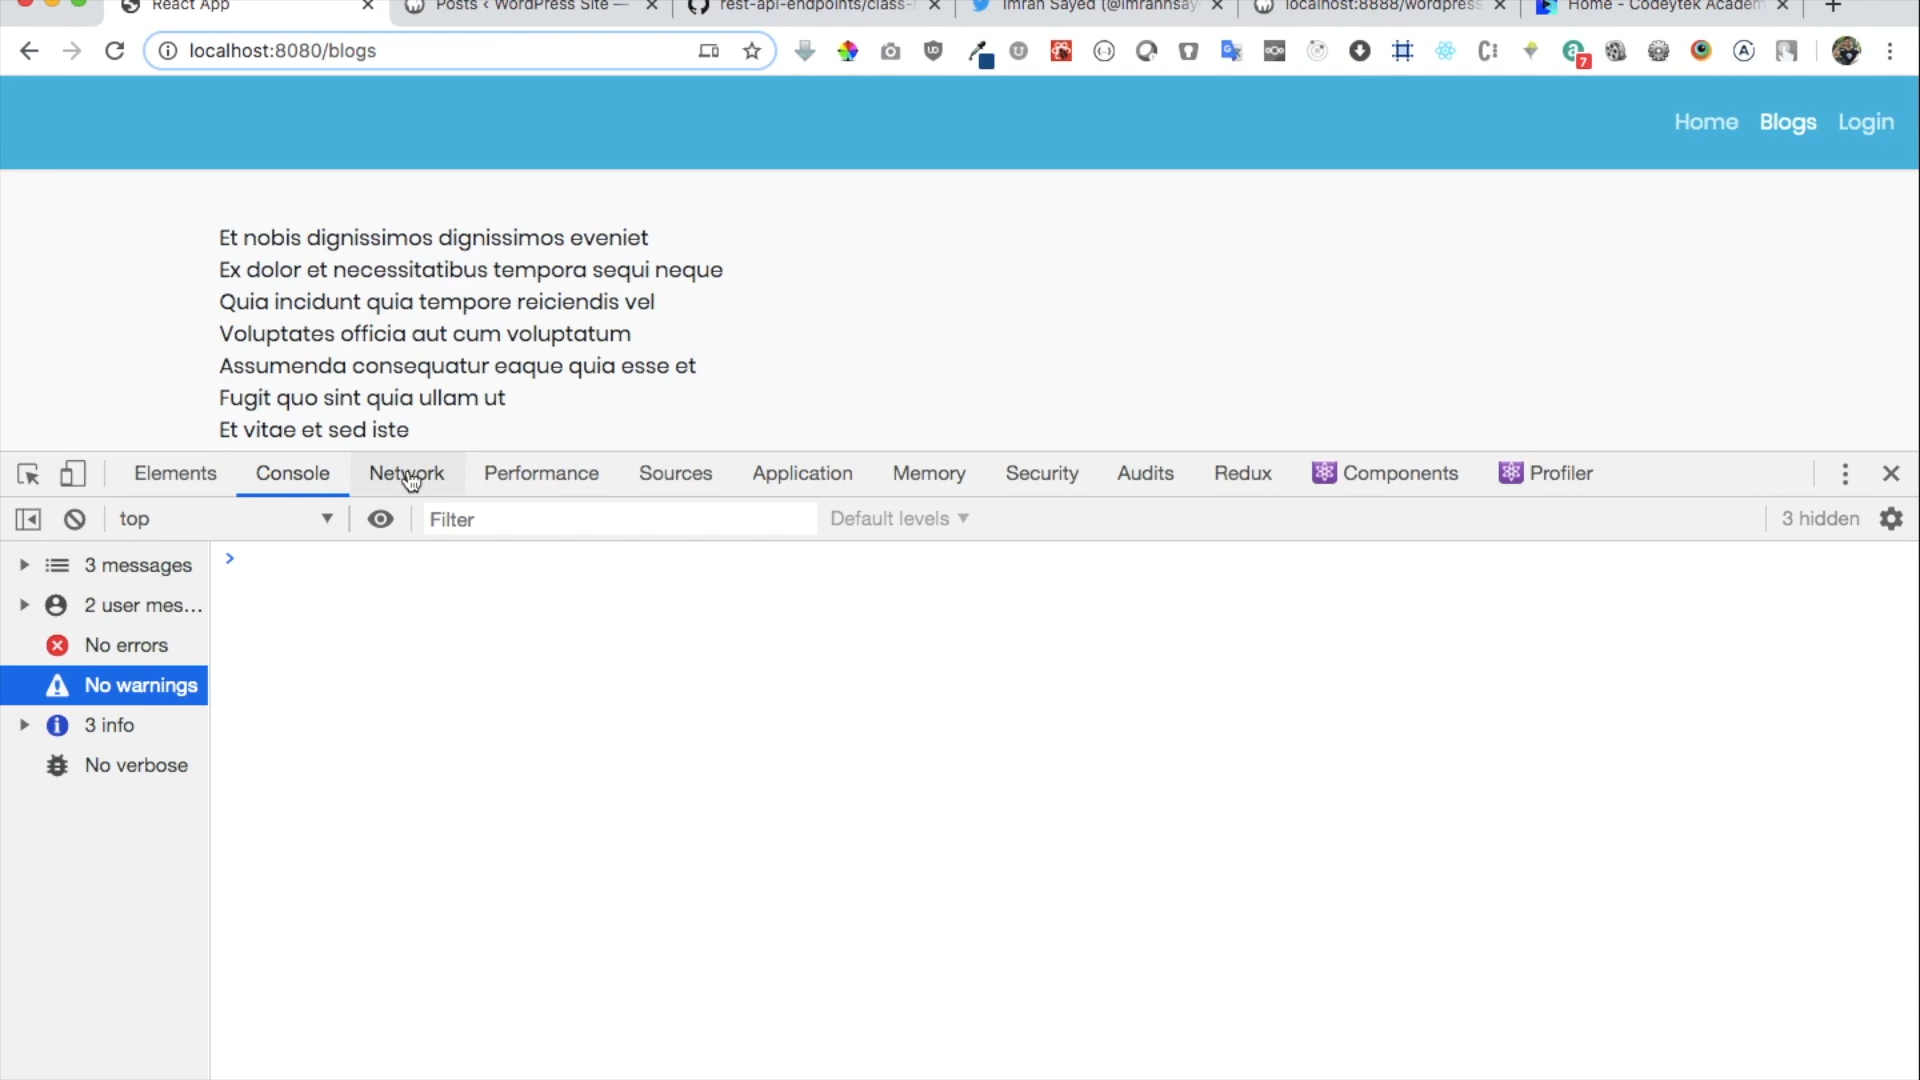 React App
Posts ‹ WordPress Site —
rest-api-endpoints/class-
Imran Sayed (@imranhsay
localhost:8888/wordpress
Home - Codeytek Academ
localhost:8080/blogs
7
Home Blogs Login
Et nobis dignissimos dignissimos eveniet
Ex dolor et necessitatibus tempora sequi neque
Quia incidunt quia tempore reiciendis vel
Voluptates officia aut cum voluptatum
Assumenda consequatur eaque quia esse et
Fugit quo sint quia ullam ut
Et vitae et sed iste
Elements Console Network Performance Sources Application Memory Security Audits Redux Components Profiler
top Filter Default levels 3 hidden
3 messages
2 user mes...
No errors
No warnings
3 info
No verbose